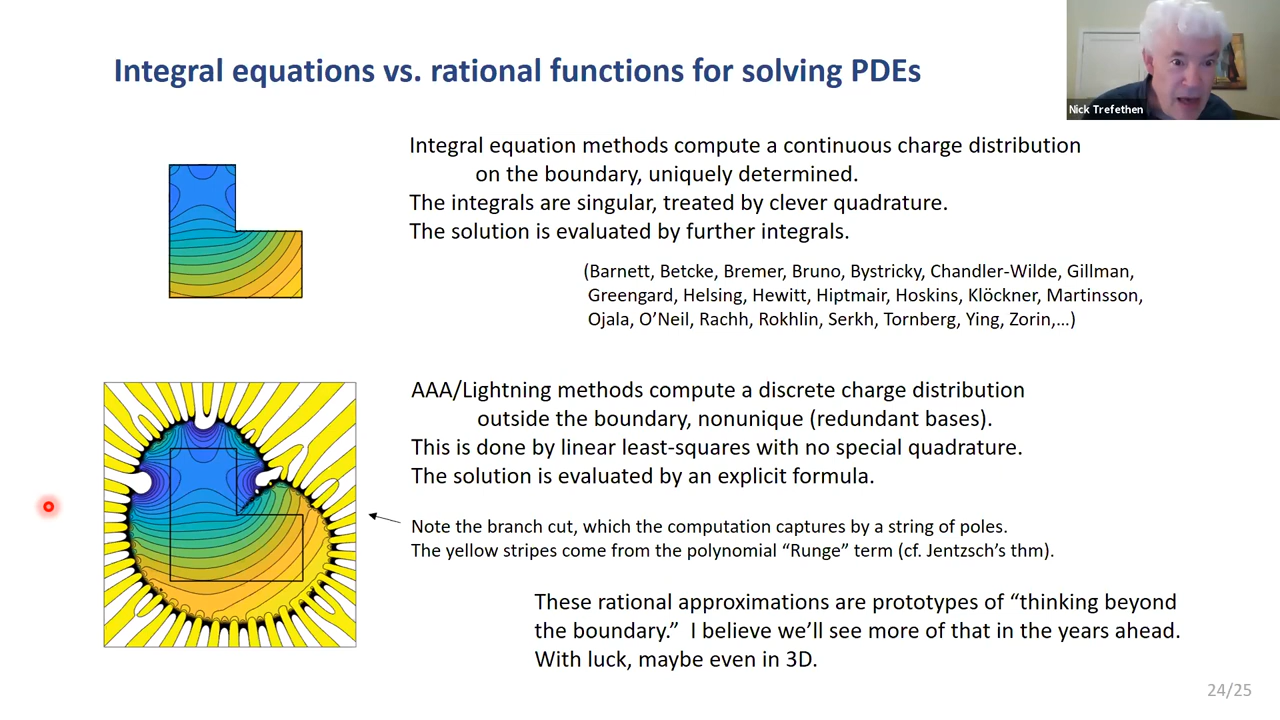 Integral equations vs. rational functions for solving PDEs
Nick Trefethen
Integral equation methods compute a continuous charge distribution
on the boundary, uniquely determined.
The integrals are singular, treated by clever quadrature.
The solution is evaluated by further integrals.
(Barnett, Betcke, Bremer, Bruno, Bystricky, Chandler-Wilde, Gillman,
Greengard, Helsing, Hewitt, Hiptmair, Hoskins, Klöckner, Martinsson,
Ojala, O’Neil, Rachh, Rokhlin, Serkh, Tornberg, Ying, Zorin,…)
AAA/Lightning methods compute a discrete charge distribution
outside the boundary, nonunique (redundant bases).
This is done by linear least-squares with no special quadrature.
The solution is evaluated by an explicit formula.
Note the branch cut, which the computation captures by a string of poles.
The yellow stripes come from the polynomial “Runge” term (cf. Jentzsch’s thm).
These rational approximations are prototypes of “thinking beyond
the boundary.”  I believe we’ll see more of that in the years ahead.
With luck, maybe even in 3D.
24/25